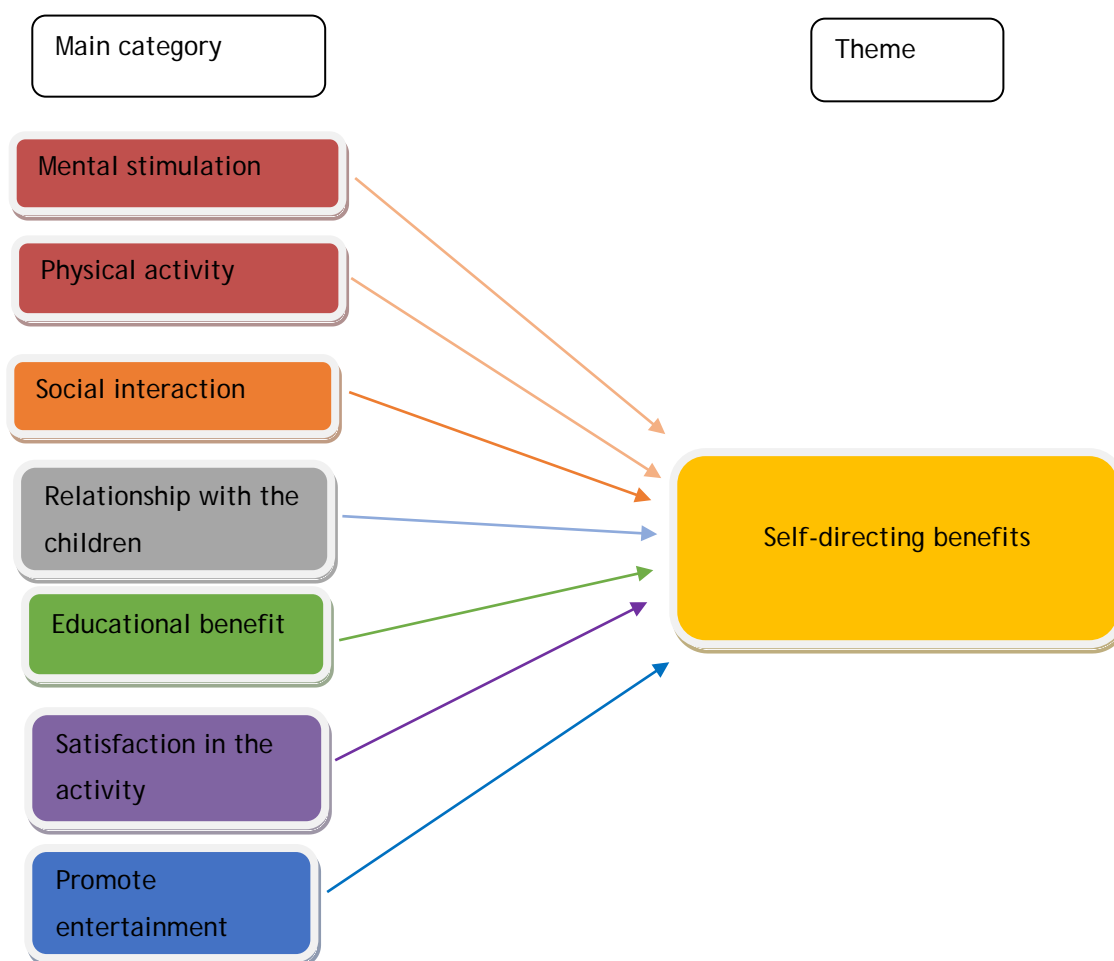 Main category
Theme
Mental stimulation
Physical activity
Social interaction
Relationship with the
children
Self-directing benefits
Educational benefit
Satisfaction in the
activity
Promote
entertainment